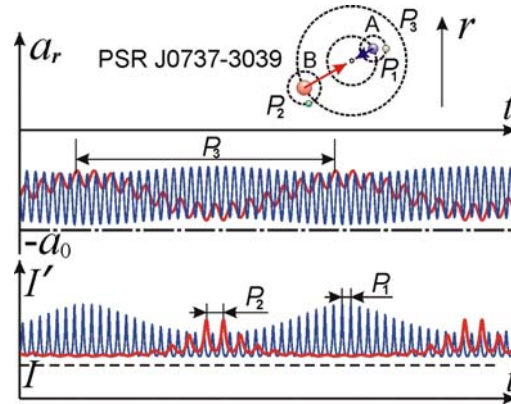 a_r
PSR J0737-3039
B
A
P_3
P_1
P_2
r
t
P_3
-a_0
I'
P_2
P_1
I
t